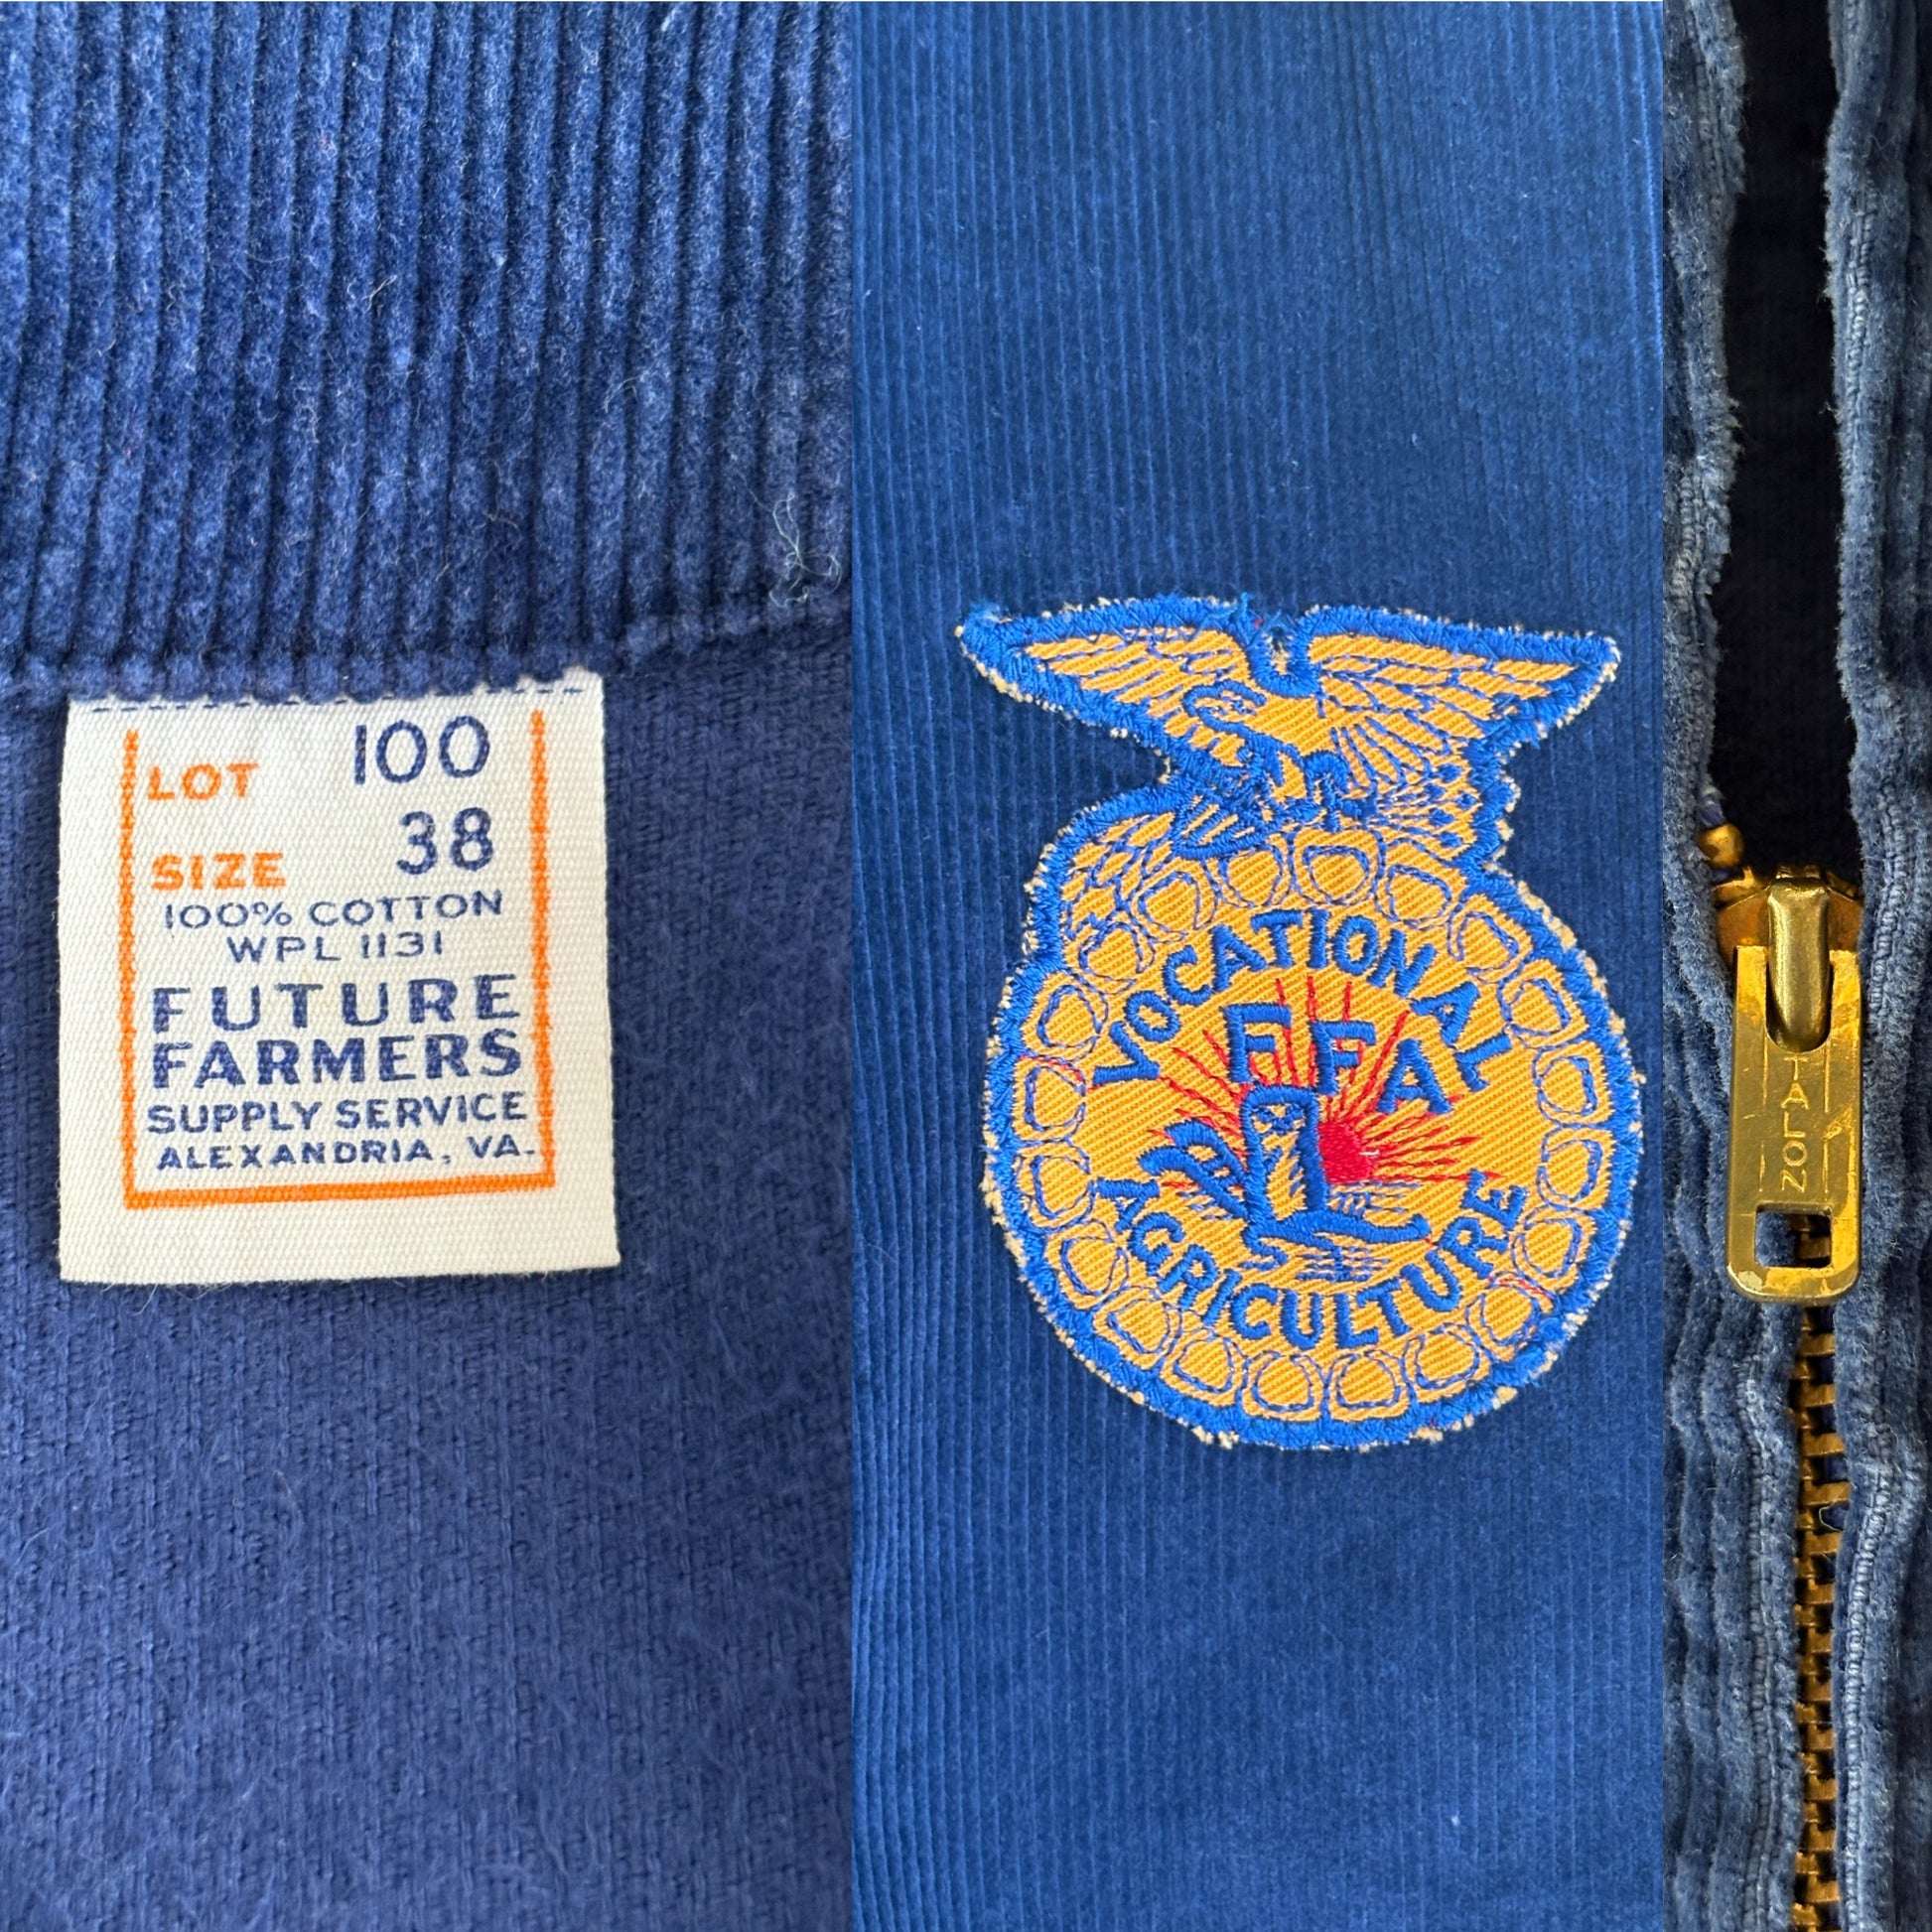 LOT 100
SIZE 38
100% COTTON
WPL 1131
FUTURE
FARMERS
SUPPLY SERVICE
ALEXANDRIA, VA.
VOCATIONAL
FFA
AGRICULTURE
TALON